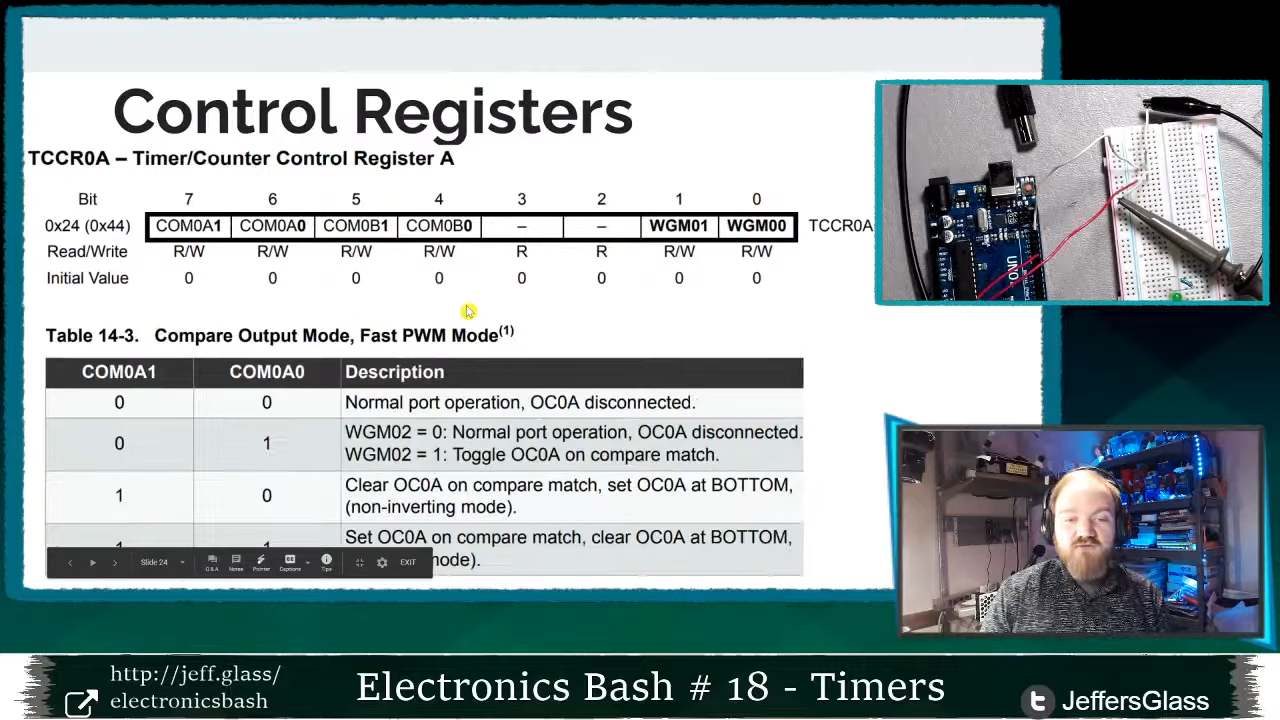 Control Registers
TCCR0A – Timer/Counter Control Register A
Bit 7 6 5 4 3 2 1 0
0x24 (0x44) COM0A1 COM0A0 COM0B1 COM0B0 – – WGM01 WGM00 TCCR0A
Read/Write R/W R/W R/W R/W R R R/W R/W
Initial Value 0 0 0 0 0 0 0 0
Table 14-3. Compare Output Mode, Fast PWM Mode(1)
COM0A1 COM0A0 Description
0 0 Normal port operation, OC0A disconnected.
0 1 WGM02 = 0: Normal port operation, OC0A disconnected.
WGM02 = 1: Toggle OC0A on compare match.
1 0 Clear OC0A on compare match, set OC0A at BOTTOM,
(non-inverting mode).
Set OC0A on compare match, clear OC0A at BOTTOM,
mode).
Slide 24 Q & A Notes Pointer Captions Tips EXIT
UNO
http://jeff.glass/
electronicsbash
Electronics Bash # 18 - Timers
JeffersGlass